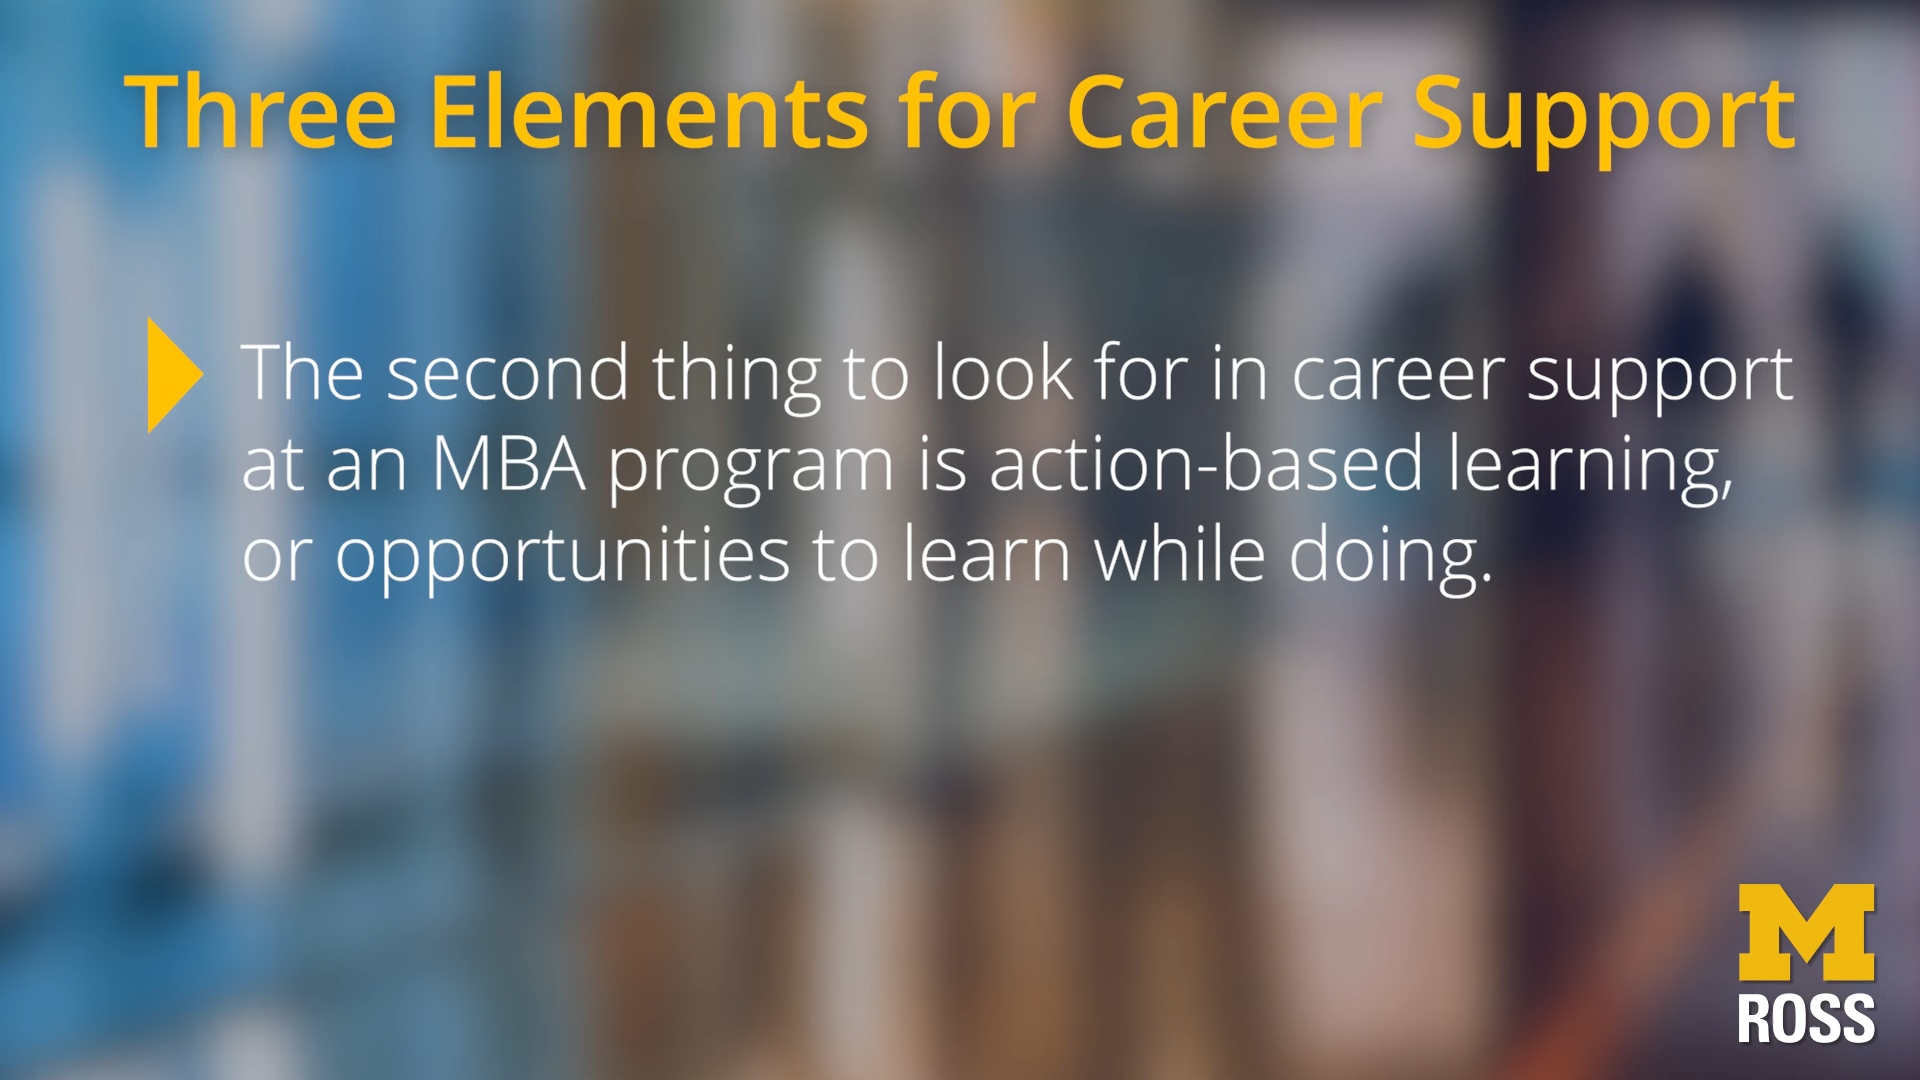 Three Elements for Career Support
The second thing to look for in career support
at an MBA program is action-based learning,
or opportunities to learn while doing.
M
ROSS